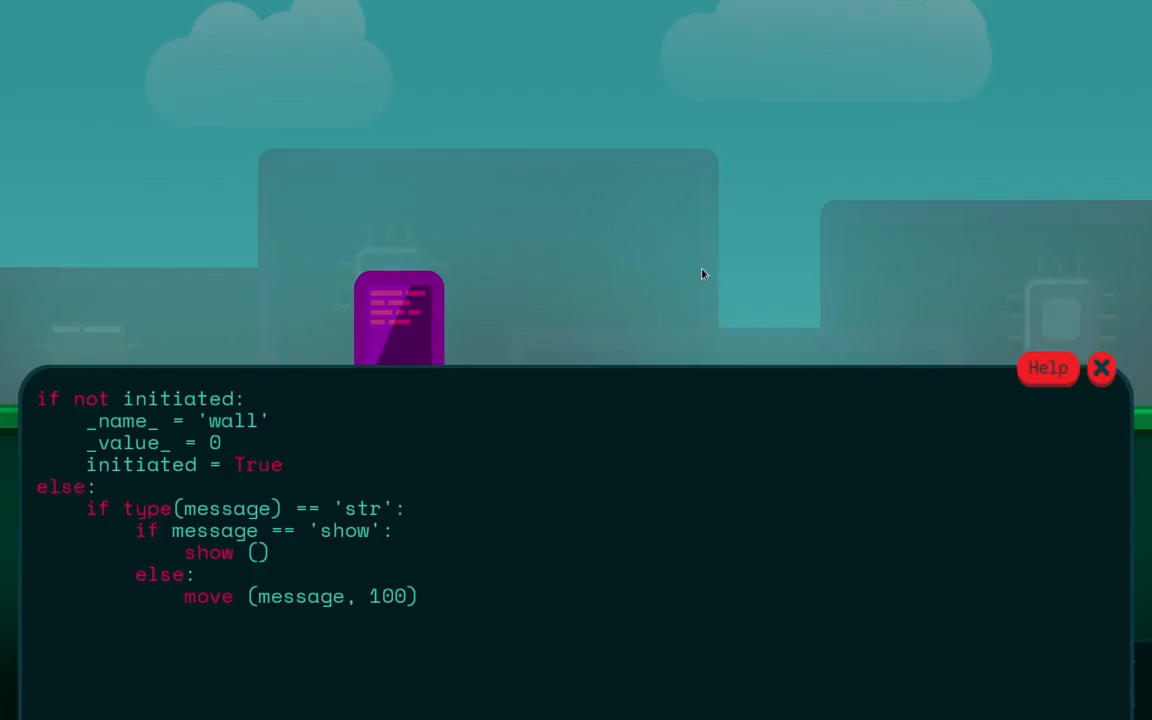 Help
if not initiated:
    _name_ = 'wall'
    _value_ = 0
    initiated = True
else:
    if type(message) == 'str':
        if message == 'show':
            show ()
        else:
            move (message, 100)